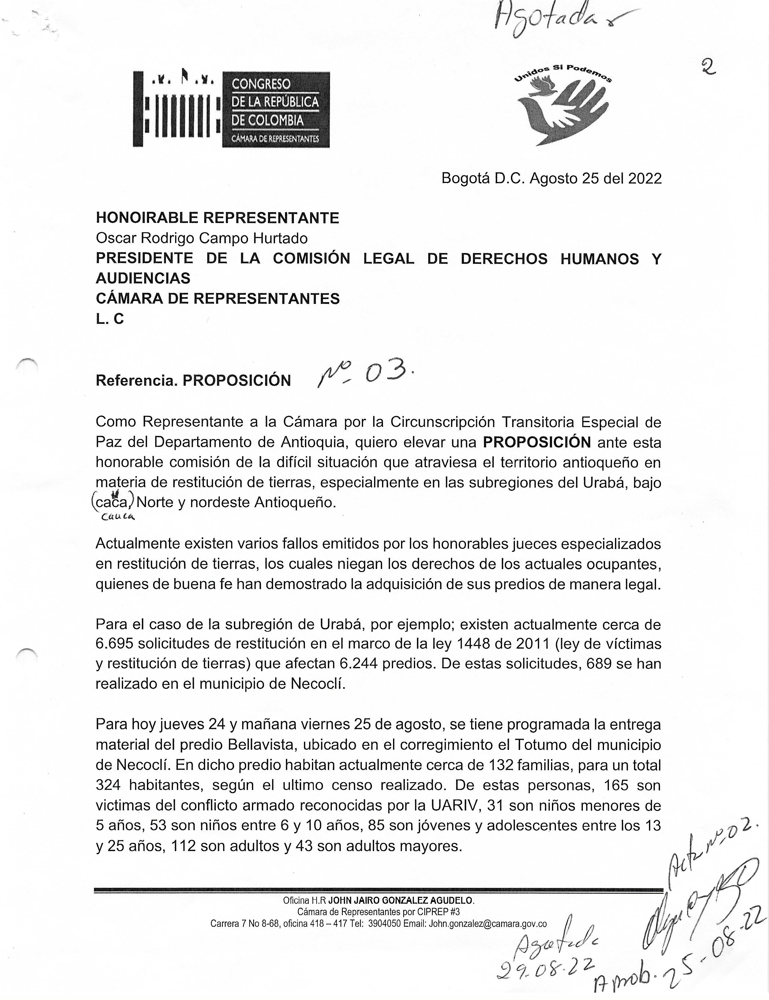 Agotada
2
CONGRESO
DE LA REPÚBLICA
DE COLOMBIA
CÁMARA DE REPRESENTANTES
Unidos Si Podemos
Bogotá D.C. Agosto 25 del 2022
HONOIRABLE REPRESENTANTE
Oscar Rodrigo Campo Hurtado
PRESIDENTE DE LA COMISIÓN LEGAL DE DERECHOS HUMANOS Y
AUDIENCIAS
CÁMARA DE REPRESENTANTES
L. C
Referencia. PROPOSICIÓN Nº 03.
Como Representante a la Cámara por la Circunscripción Transitoria Especial de
Paz del Departamento de Antioquia, quiero elevar una PROPOSICIÓN ante esta
honorable comisión de la difícil situación que atraviesa el territorio antioqueño en
materia de restitución de tierras, especialmente en las subregiones del Urabá, bajo
(caca,) Norte y nordeste Antioqueño.
cauca
Actualmente existen varios fallos emitidos por los honorables jueces especializados
en restitución de tierras, los cuales niegan los derechos de los actuales ocupantes,
quienes de buena fe han demostrado la adquisición de sus predios de manera legal.
Para el caso de la subregión de Urabá, por ejemplo; existen actualmente cerca de
6.695 solicitudes de restitución en el marco de la ley 1448 de 2011 (ley de víctimas
y restitución de tierras) que afectan 6.244 predios. De estas solicitudes, 689 se han
realizado en el municipio de Necoclí.
Para hoy jueves 24 y mañana viernes 25 de agosto, se tiene programada la entrega
material del predio Bellavista, ubicado en el corregimiento el Totumo del municipio
de Necoclí. En dicho predio habitan actualmente cerca de 132 familias, para un total
324 habitantes, según el ultimo censo realizado. De estas personas, 165 son
victimas del conflicto armado reconocidas por la UARIV, 31 son niños menores de
5 años, 53 son niños entre 6 y 10 años, 85 son jóvenes y adolescentes entre los 13
y 25 años, 112 son adultos y 43 son adultos mayores.
Acta Nº 02.
Oficina H.R JOHN JAIRO GONZALEZ AGUDELO.
Cámara de Representantes por CIPREP #3
Carrera 7 No 8-68, oficina 418 – 417 Tel: 3904050 Email: John.gonzalez@camara.gov.co
Agotada
29.08.22
Aprob. 25-08-22